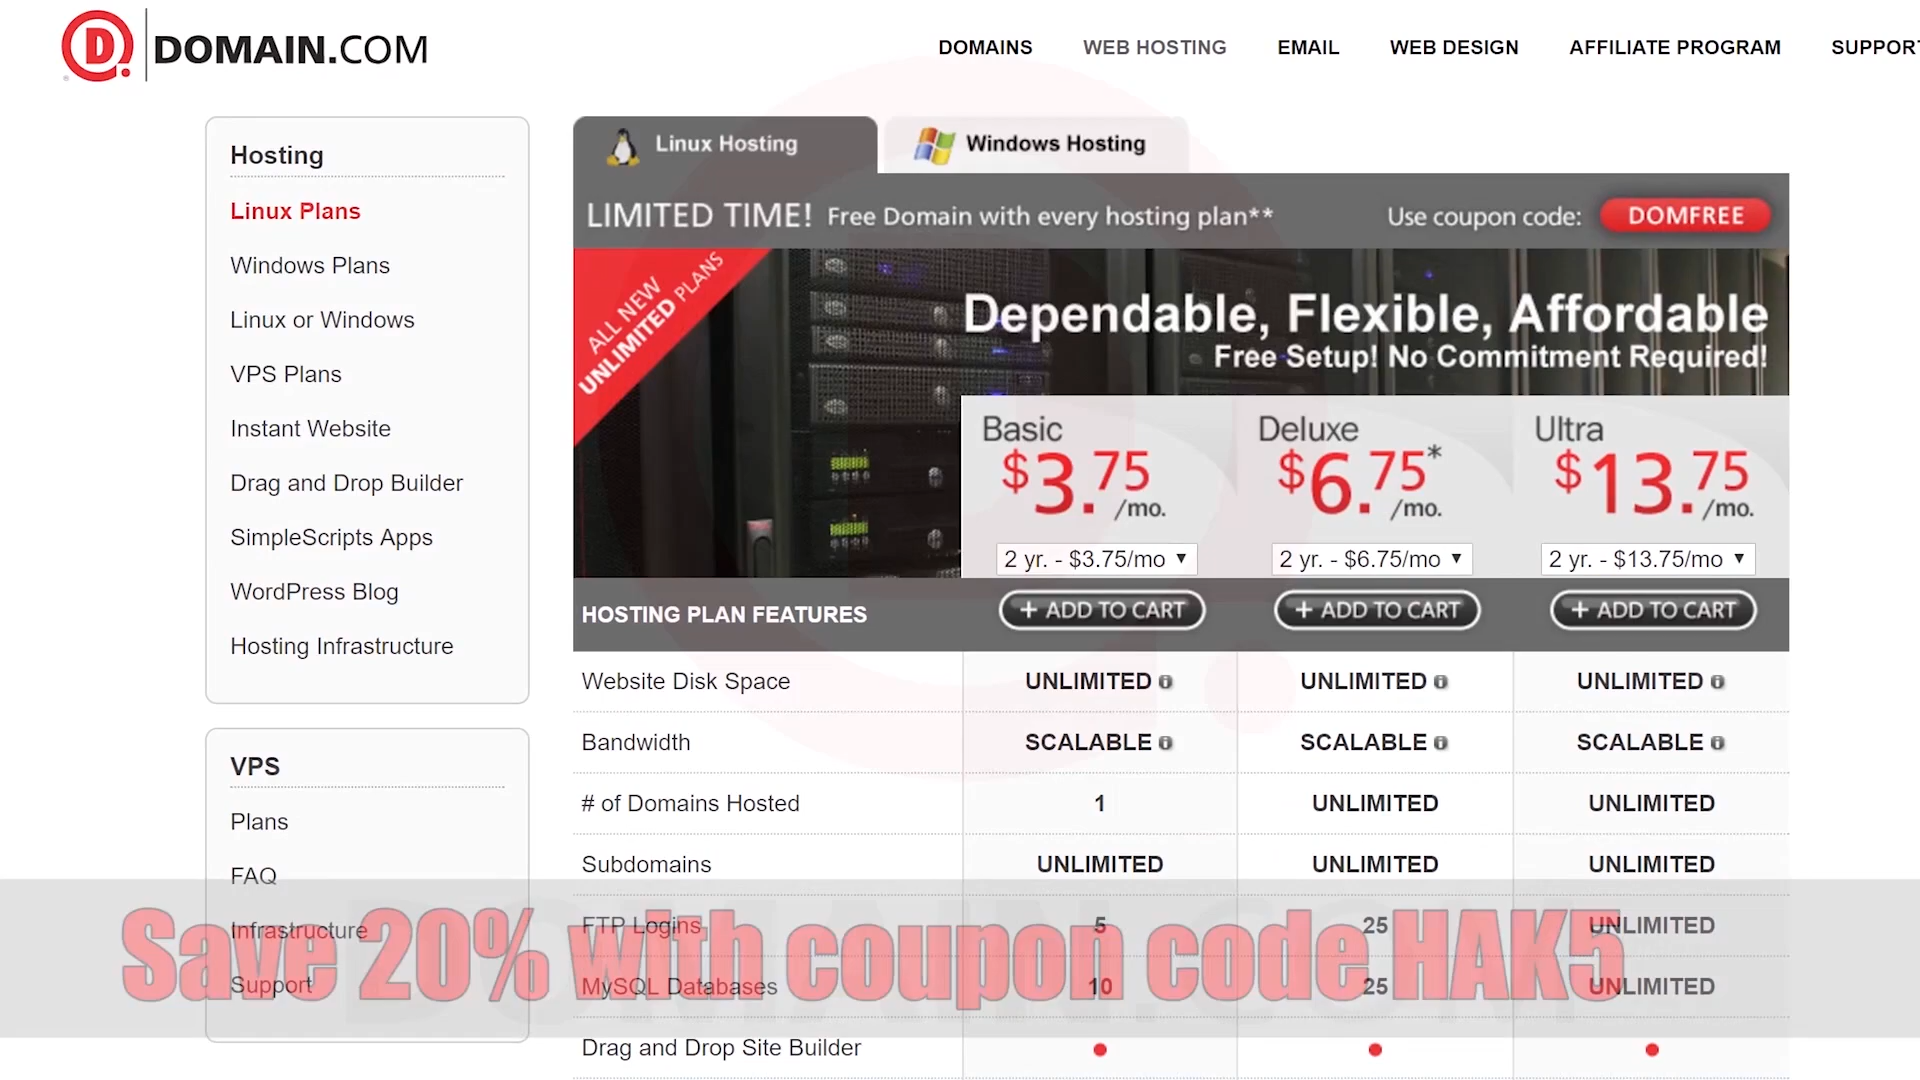 DOMAIN.COM
DOMAINS WEB HOSTING EMAIL WEB DESIGN AFFILIATE PROGRAM SUPPORT
Hosting
Linux Plans
Windows Plans
Linux or Windows
VPS Plans
Instant Website
Drag and Drop Builder
SimpleScripts Apps
WordPress Blog
Hosting Infrastructure
VPS
Plans
FAQ
Infrastructure
Support
Linux Hosting Windows Hosting
LIMITED TIME! Free Domain with every hosting plan** Use coupon code: DOMFREE
ALL NEW
UNLIMITED PLANS
Dependable, Flexible, Affordable
Free Setup! No Commitment Required!
Basic Deluxe Ultra
$3.75 /mo. $6.75* /mo. $13.75 /mo.
2 yr. - $3.75/mo 2 yr. - $6.75/mo 2 yr. - $13.75/mo
HOSTING PLAN FEATURES + ADD TO CART + ADD TO CART + ADD TO CART
Website Disk Space UNLIMITED UNLIMITED UNLIMITED
Bandwidth SCALABLE SCALABLE SCALABLE
# of Domains Hosted 1 UNLIMITED UNLIMITED
Subdomains UNLIMITED UNLIMITED UNLIMITED
FTP Logins 5 25 UNLIMITED
MySQL Databases 10 25 UNLIMITED
Drag and Drop Site Builder
Save 20% with coupon code HAK5
DOMAIN.COM